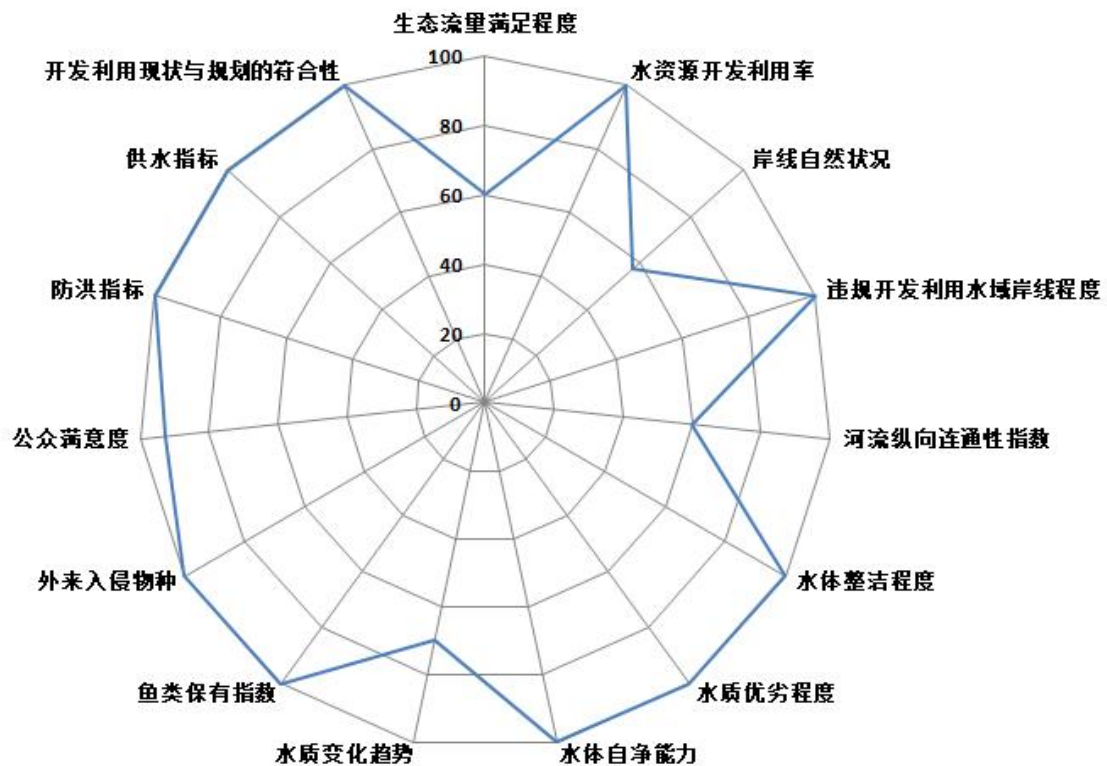 生态流量满足程度
100
开发利用现状与规划的符合性
水资源开发利用率
80
供水指标
岸线自然状况
60
40
防洪指标
违规开发利用水域岸线程度
20
0
公众满意度
河流纵向连通性指数
外来入侵物种
水体整洁程度
鱼类保有指数
水质优劣程度
水质变化趋势
水体自净能力